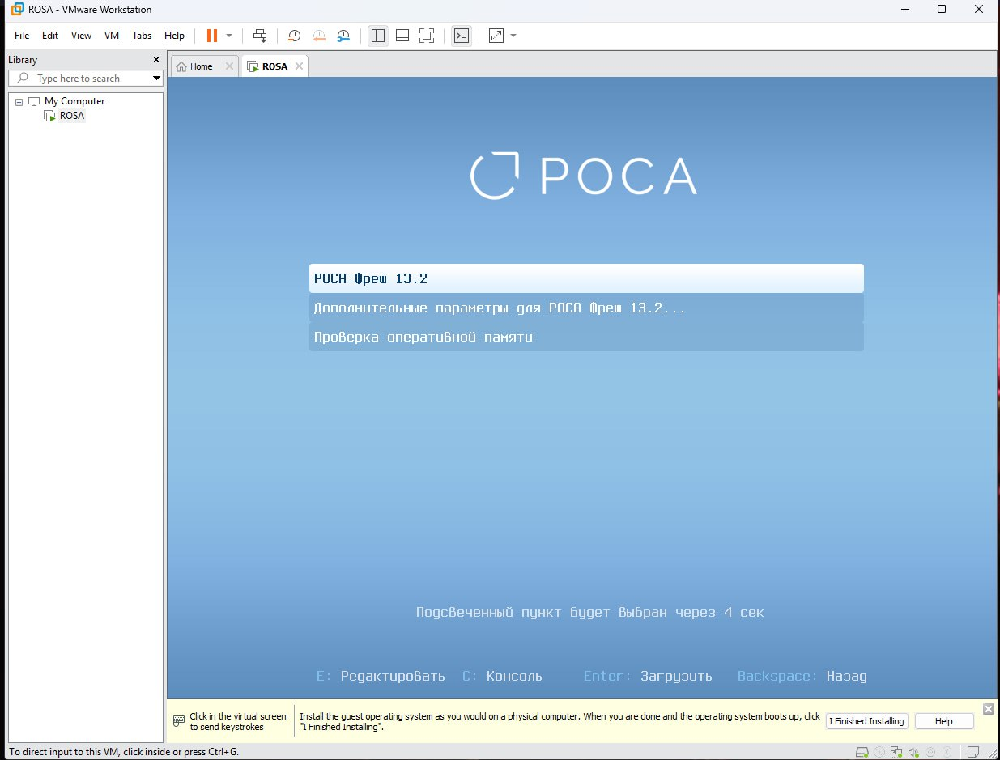 ROSA - VMware Workstation
File Edit View VM Tabs Help
Library
Type here to search
My Computer
ROSA
Home
ROSA
РОСА
РОСА Фреш 13.2
Дополнительные параметры для РОСА Фреш 13.2...
Проверка оперативной памяти
Подсвеченный пункт будет выбран через 4 сек
E: Редактировать C: Консоль Enter: Загрузить Backspace: Назад
Click in the virtual screen
to send keystrokes
Install the guest operating system as you would on a physical computer. When you are done and the operating system boots up, click
"I Finished Installing".
I Finished Installing
Help
To direct input to this VM, click inside or press Ctrl+G.